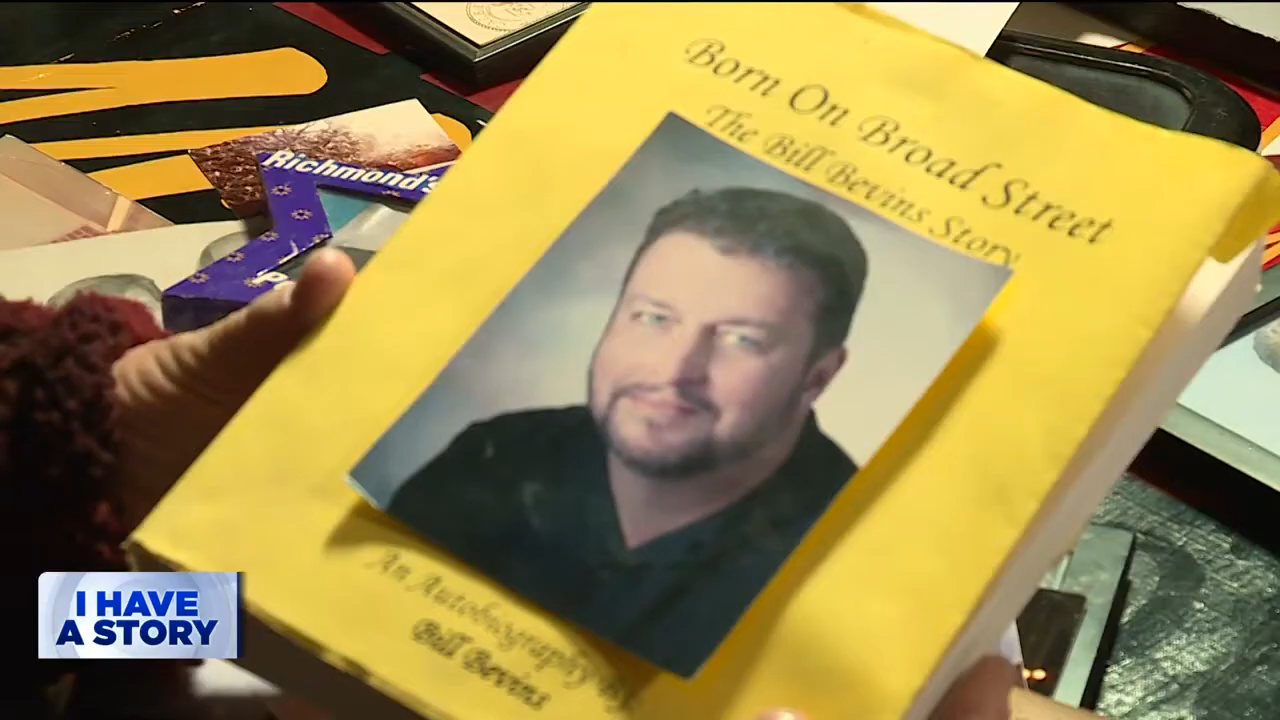 Born On Broad Street
The Bill Bevins Story
Richmond's
An Autobiography by
Bill Bevins
I HAVE
A STORY